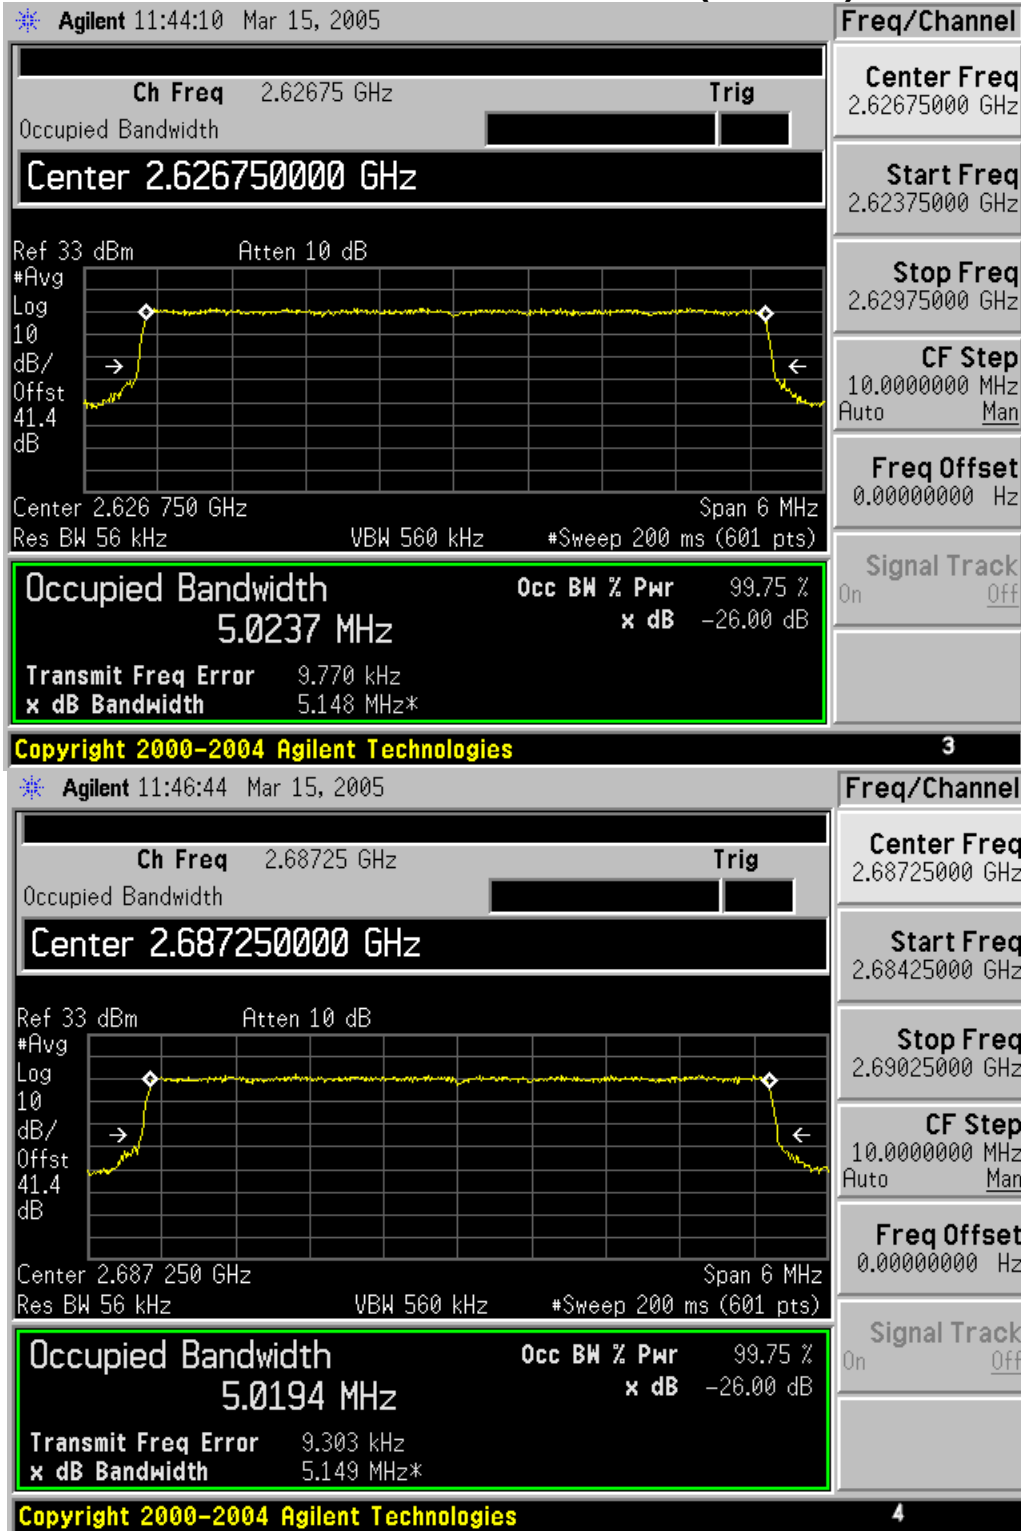 Agilent 11:44:10 Mar 15, 2005
Freq/Channel
Ch Freq 2.62675 GHz Trig
Occupied Bandwidth
Center 2.626750000 GHz
Center Freq
2.62675000 GHz
Start Freq
2.62375000 GHz
Stop Freq
2.62975000 GHz
CF Step
10.0000000 MHz
Auto Man
Freq Offset
0.00000000 Hz
Signal Track
On Off
Ref 33 dBm Atten 10 dB
#Avg
Log
10
dB/
Offst
41.4
dB
Center 2.626 750 GHz Span 6 MHz
Res BW 56 kHz VBW 560 kHz #Sweep 200 ms (601 pts)
Occupied Bandwidth Occ BW % Pwr 99.75 %
5.0237 MHz x dB -26.00 dB
Transmit Freq Error 9.770 kHz
x dB Bandwidth 5.148 MHz*
Copyright 2000-2004 Agilent Technologies 3
Agilent 11:46:44 Mar 15, 2005
Freq/Channel
Ch Freq 2.68725 GHz Trig
Occupied Bandwidth
Center 2.687250000 GHz
Center Freq
2.68725000 GHz
Start Freq
2.68425000 GHz
Stop Freq
2.69025000 GHz
CF Step
10.0000000 MHz
Auto Man
Freq Offset
0.00000000 Hz
Signal Track
On Off
Ref 33 dBm Atten 10 dB
#Avg
Log
10
dB/
Offst
41.4
dB
Center 2.687 250 GHz Span 6 MHz
Res BW 56 kHz VBW 560 kHz #Sweep 200 ms (601 pts)
Occupied Bandwidth Occ BW % Pwr 99.75 %
5.0194 MHz x dB -26.00 dB
Transmit Freq Error 9.303 kHz
x dB Bandwidth 5.149 MHz*
Copyright 2000-2004 Agilent Technologies 4